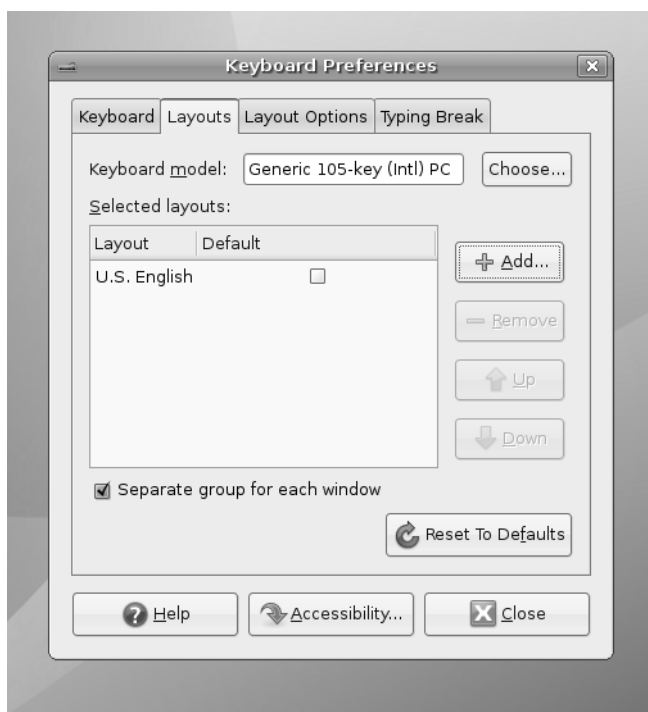 Keyboard Preferences
Keyboard Layouts Layout Options Typing Break
Keyboard model: Generic 105-key (Intl) PC Choose...
Selected layouts:
Layout Default
Add...
U.S. English
Remove
Up
Down
Separate group for each window
Reset To Defaults
Help Accessibility... Close